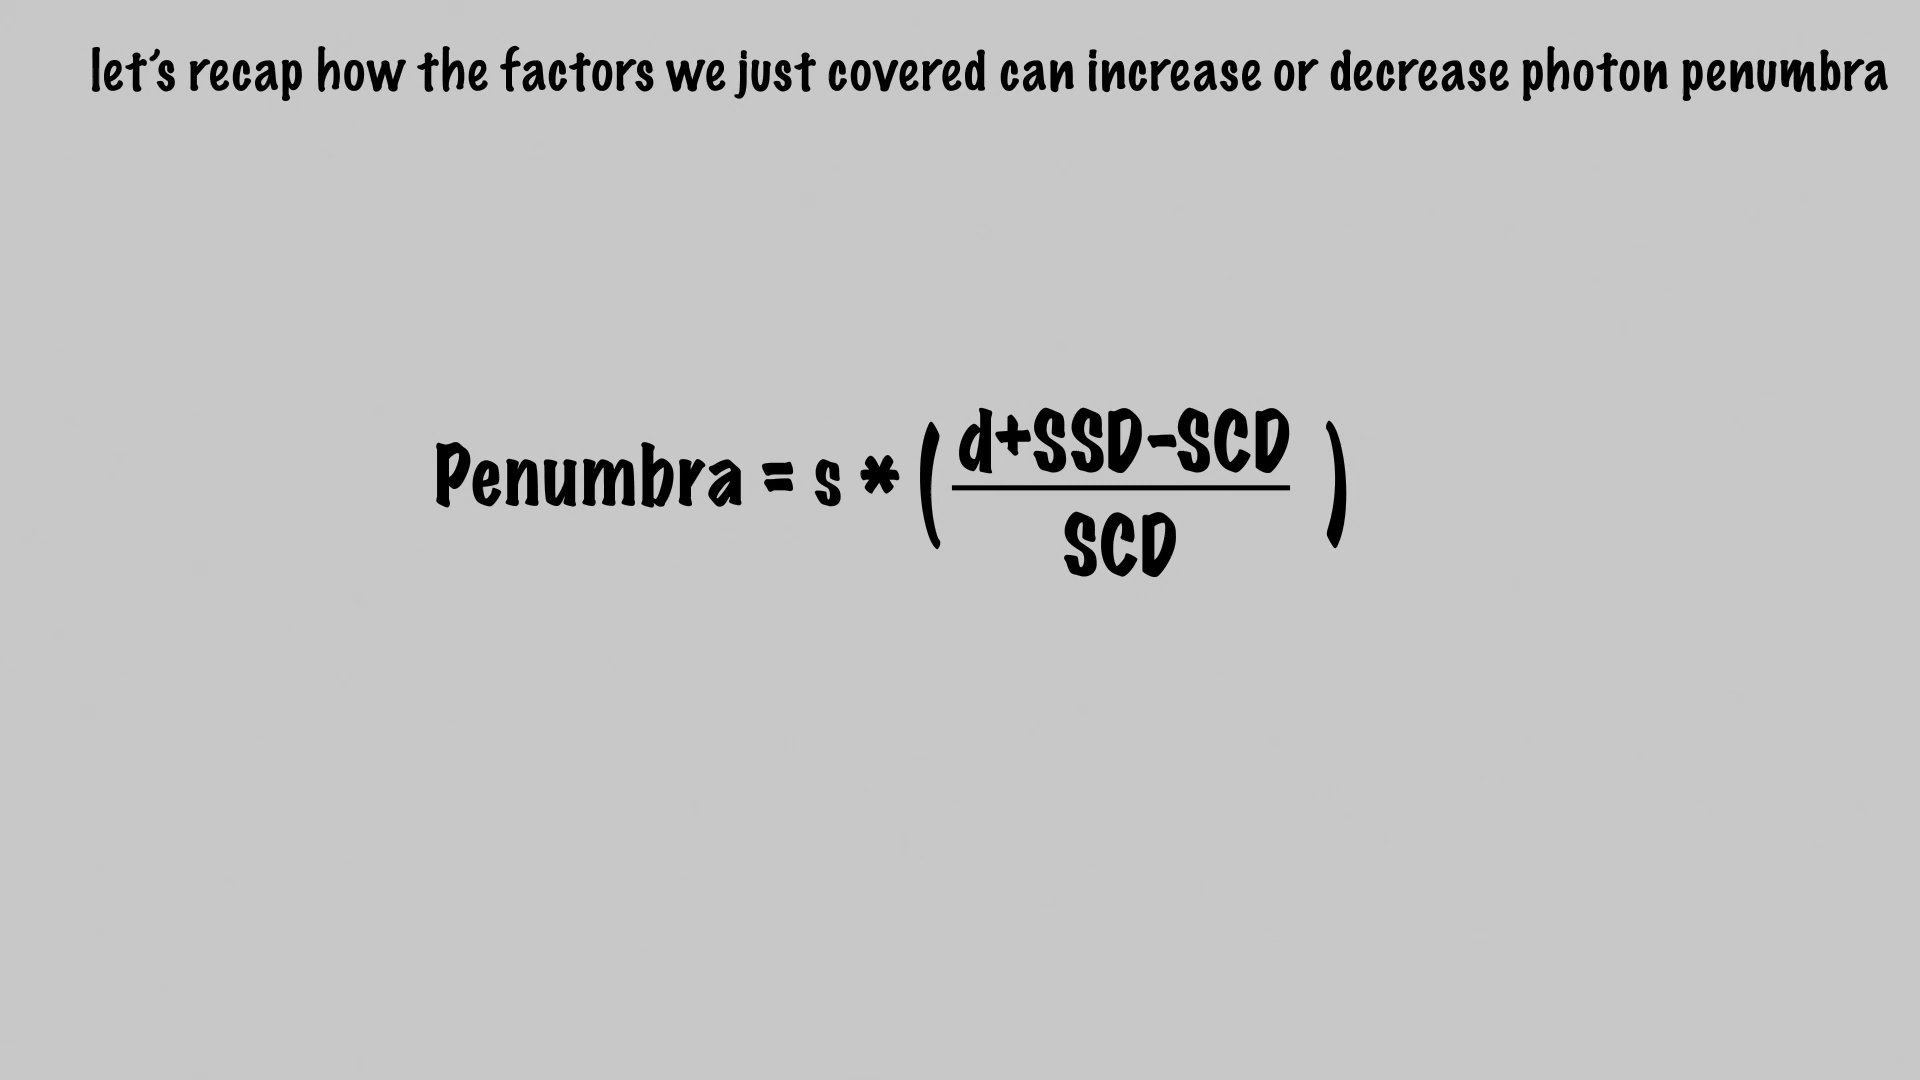 let's recap how the factors we just covered can increase or decrease photon penumbra
Penumbra = s * ( d+SSD-SCD )
SCD